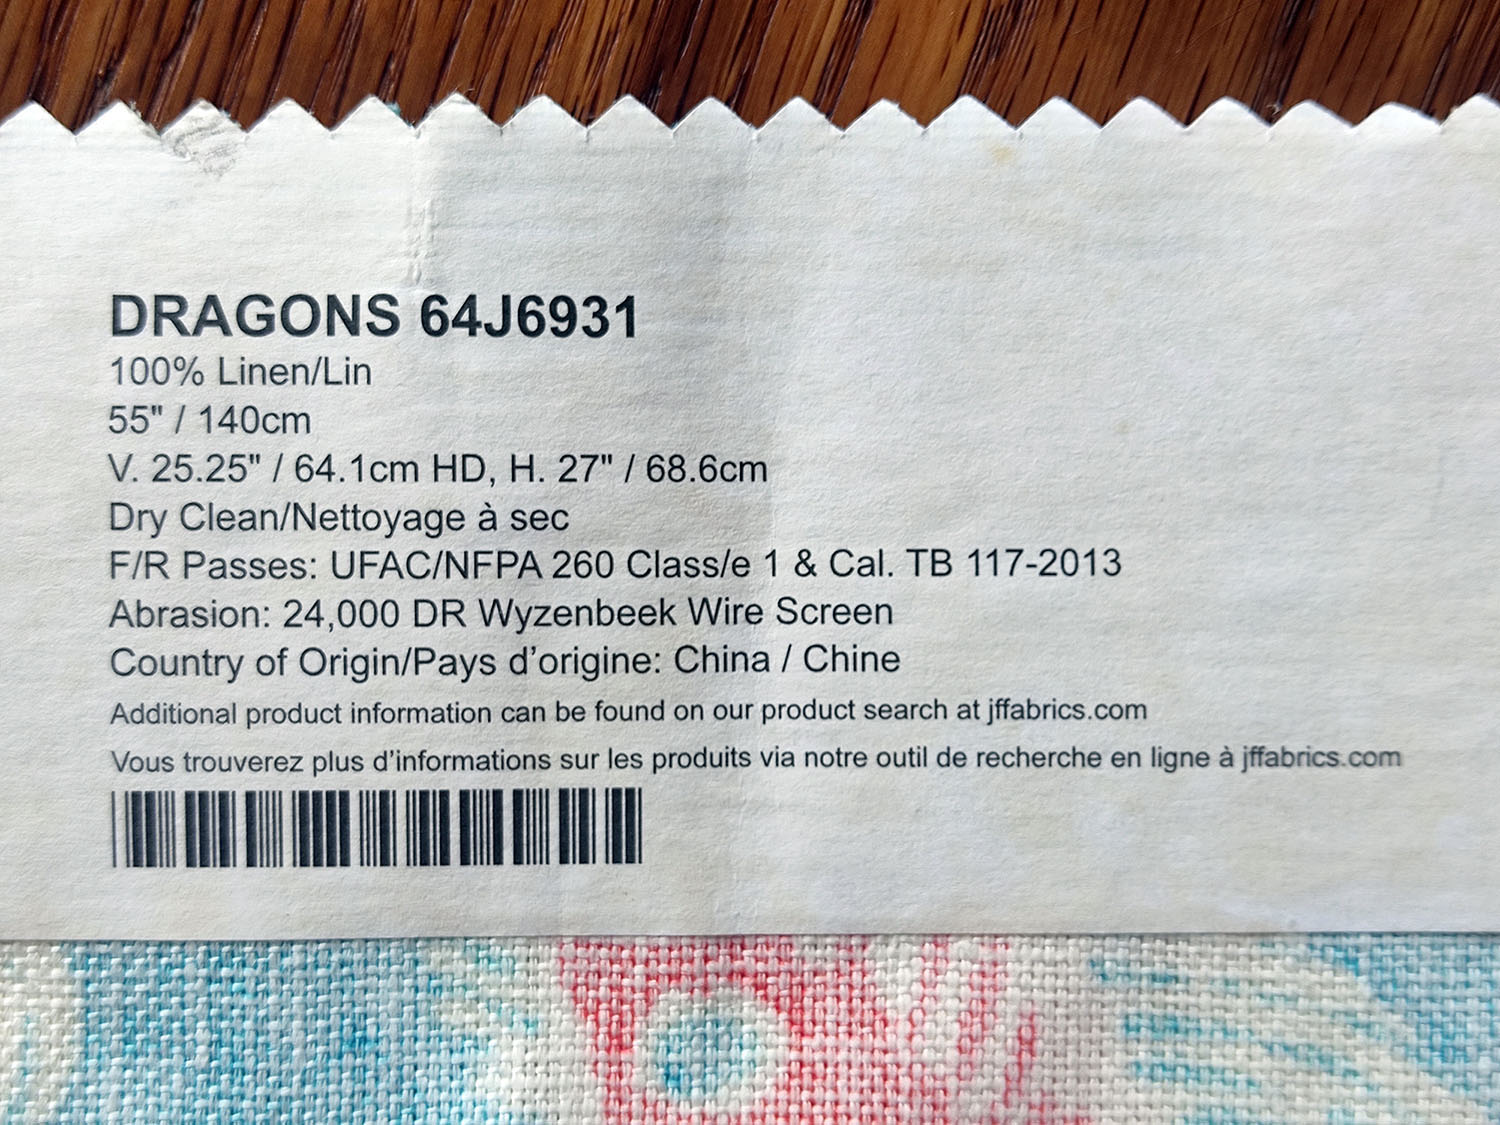 DRAGONS 64J6931
100% Linen/Lin
55" / 140cm
V. 25.25" / 64.1cm HD, H. 27" / 68.6cm
Dry Clean/Nettoyage à sec
F/R Passes: UFAC/NFPA 260 Class/e 1 & Cal. TB 117-2013
Abrasion: 24,000 DR Wyzenbeek Wire Screen
Country of Origin/Pays d’origine: China / Chine
Additional product information can be found on our product search at jffabrics.com
Vous trouverez plus d’informations sur les produits via notre outil de recherche en ligne à jffabrics.com